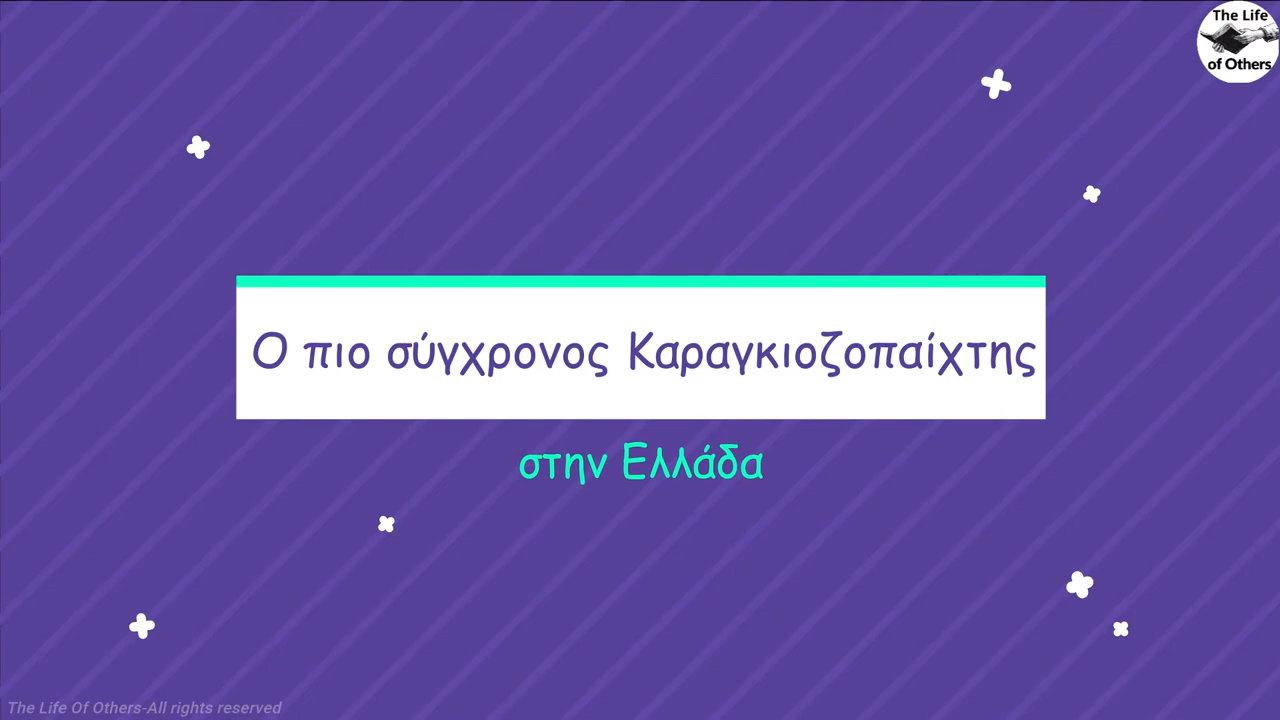 The Life
of Others
Ο πιο σύγχρονος Καραγκιοζοπαίχτης
στην Ελλάδα
The Life Of Others-All rights reserved